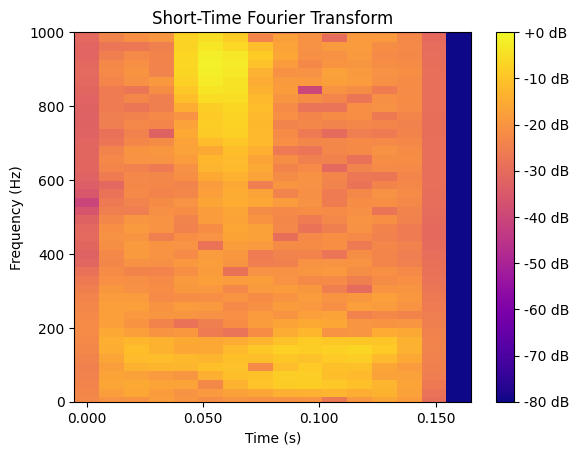 Short-Time Fourier Transform
1000
800
600
400
200
0
Frequency (Hz)
0.000
0.050
0.100
0.150
Time (s)
+0 dB
-10 dB
-20 dB
-30 dB
-40 dB
-50 dB
-60 dB
-70 dB
-80 dB